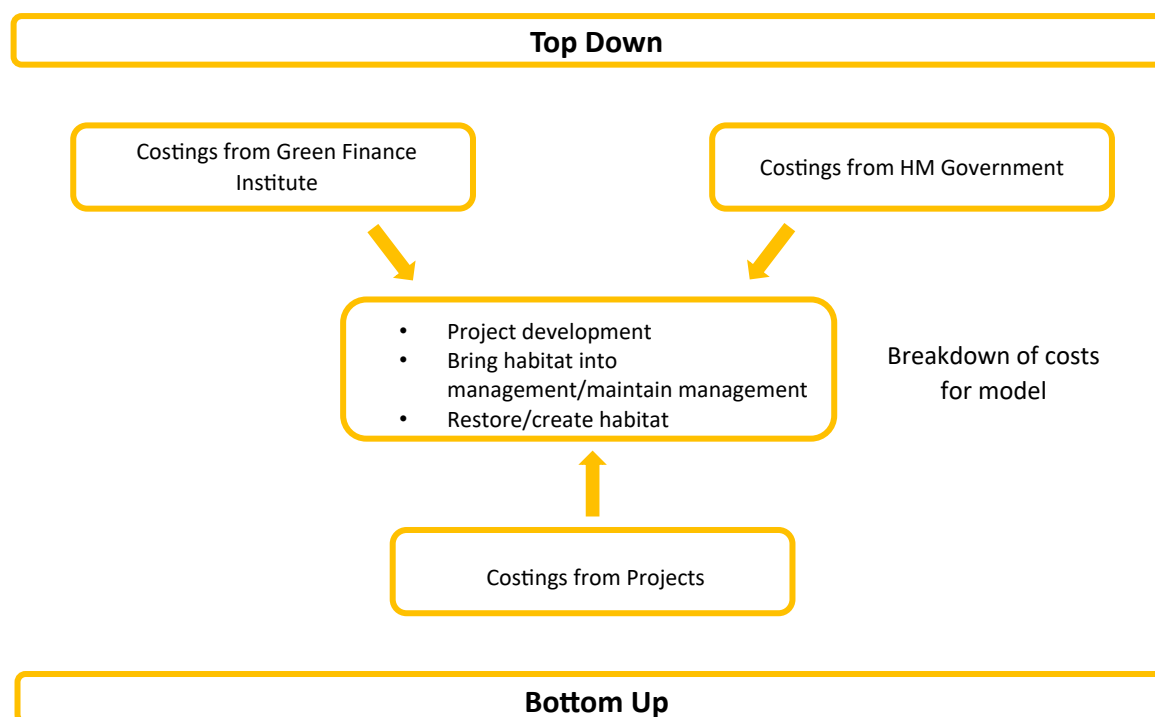 Top Down
Costings from Green Finance
Institute
Costings from HM Government
• Project development
• Bring habitat into
management/maintain management
• Restore/create habitat
Breakdown of costs
for model
Costings from Projects
Bottom Up